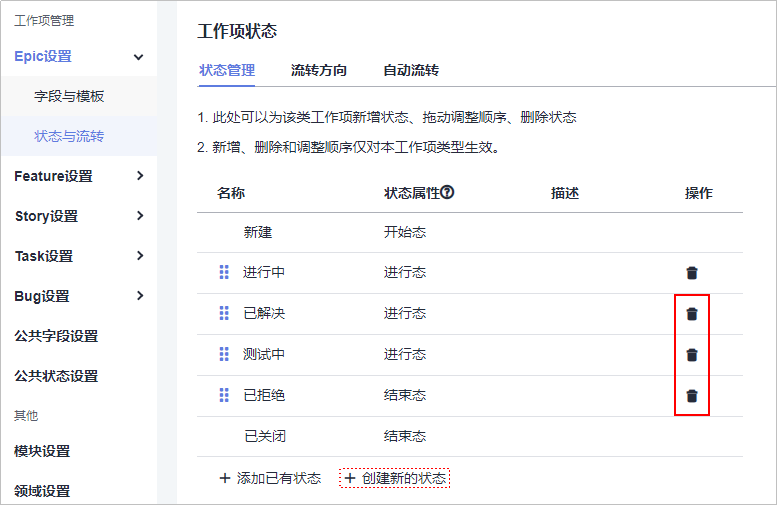 工作项管理
Epic设置
字段与模板
状态与流转
Feature设置
Story设置
Task设置
Bug设置
公共字段设置
公共状态设置
其他
模块设置
领域设置
工作项状态
状态管理 流转方向 自动流转
1. 此处可以为该类工作项新增状态、拖动调整顺序、删除状态
2. 新增、删除和调整顺序仅对本工作项类型生效。
名称 状态属性 描述 操作
新建 开始态
进行中 进行态
已解决 进行态
测试中 进行态
已拒绝 结束态
已关闭 结束态
+ 添加已有状态 + 创建新的状态